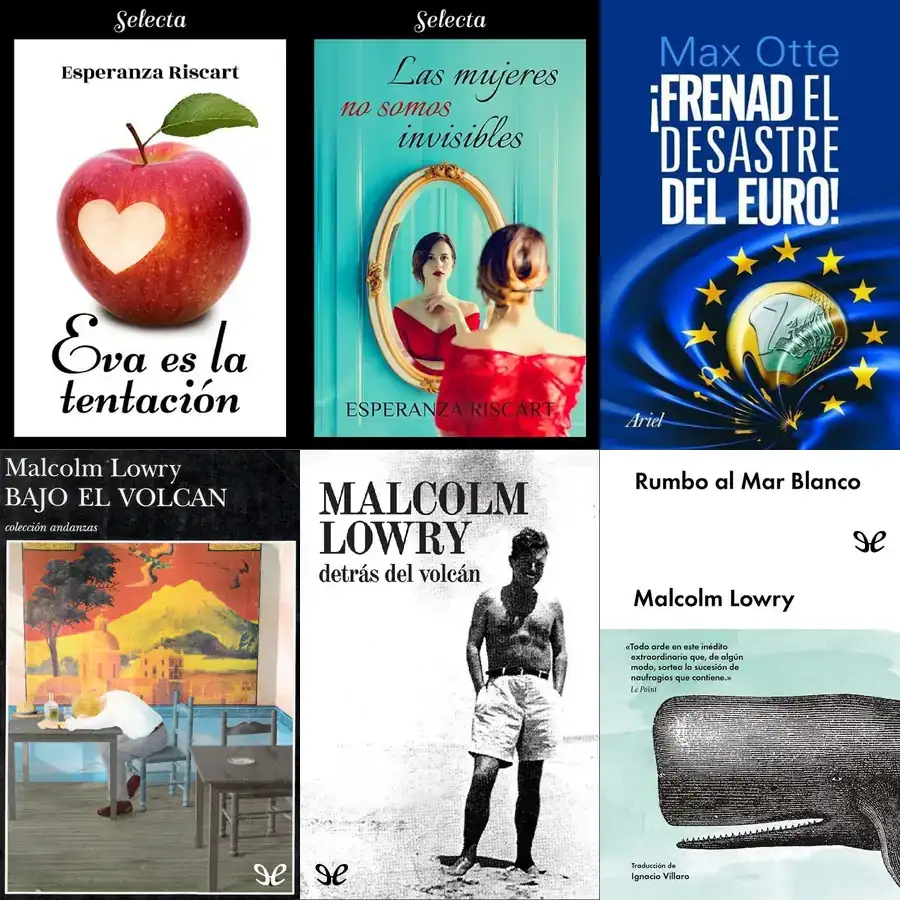 Selecta
Esperanza Riscart
Eva es la
tentación
Selecta
Las mujeres
no somos
invisibles
ESPERANZA RISCART
Max Otte
¡FRENAD EL
DESASTRE
DEL EURO!
Ariel
Malcolm Lowry
BAJO EL VOLCAN
colección andanzas
MALCOLM
LOWRY
detrás del volcán
Rumbo al Mar Blanco
Malcolm Lowry
«Todo arde en este inédito
extraordinario que, de algún
modo, sortea la sucesión de
naufragios que contiene.»
Le Point
Traducción de
Ignacio Villaro